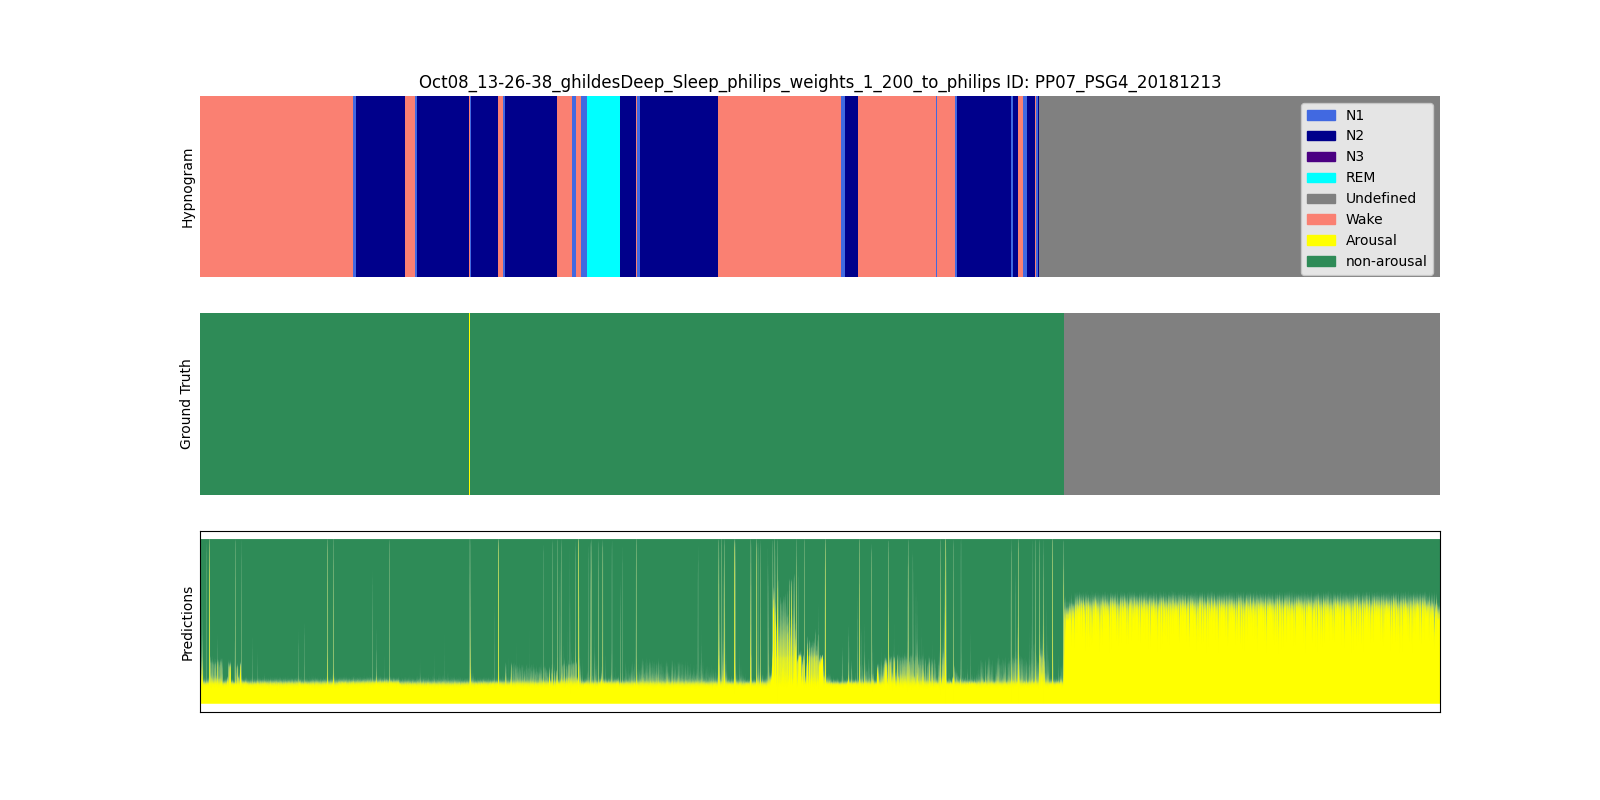 Oct08_13-26-38_ghildesDeep_Sleep_philips_weights_1_200_to_philips ID: PP07_PSG4_20181213
Hypnogram
N1
N2
N3
REM
Undefined
Wake
Arousal
non-arousal
Ground Truth
Predictions